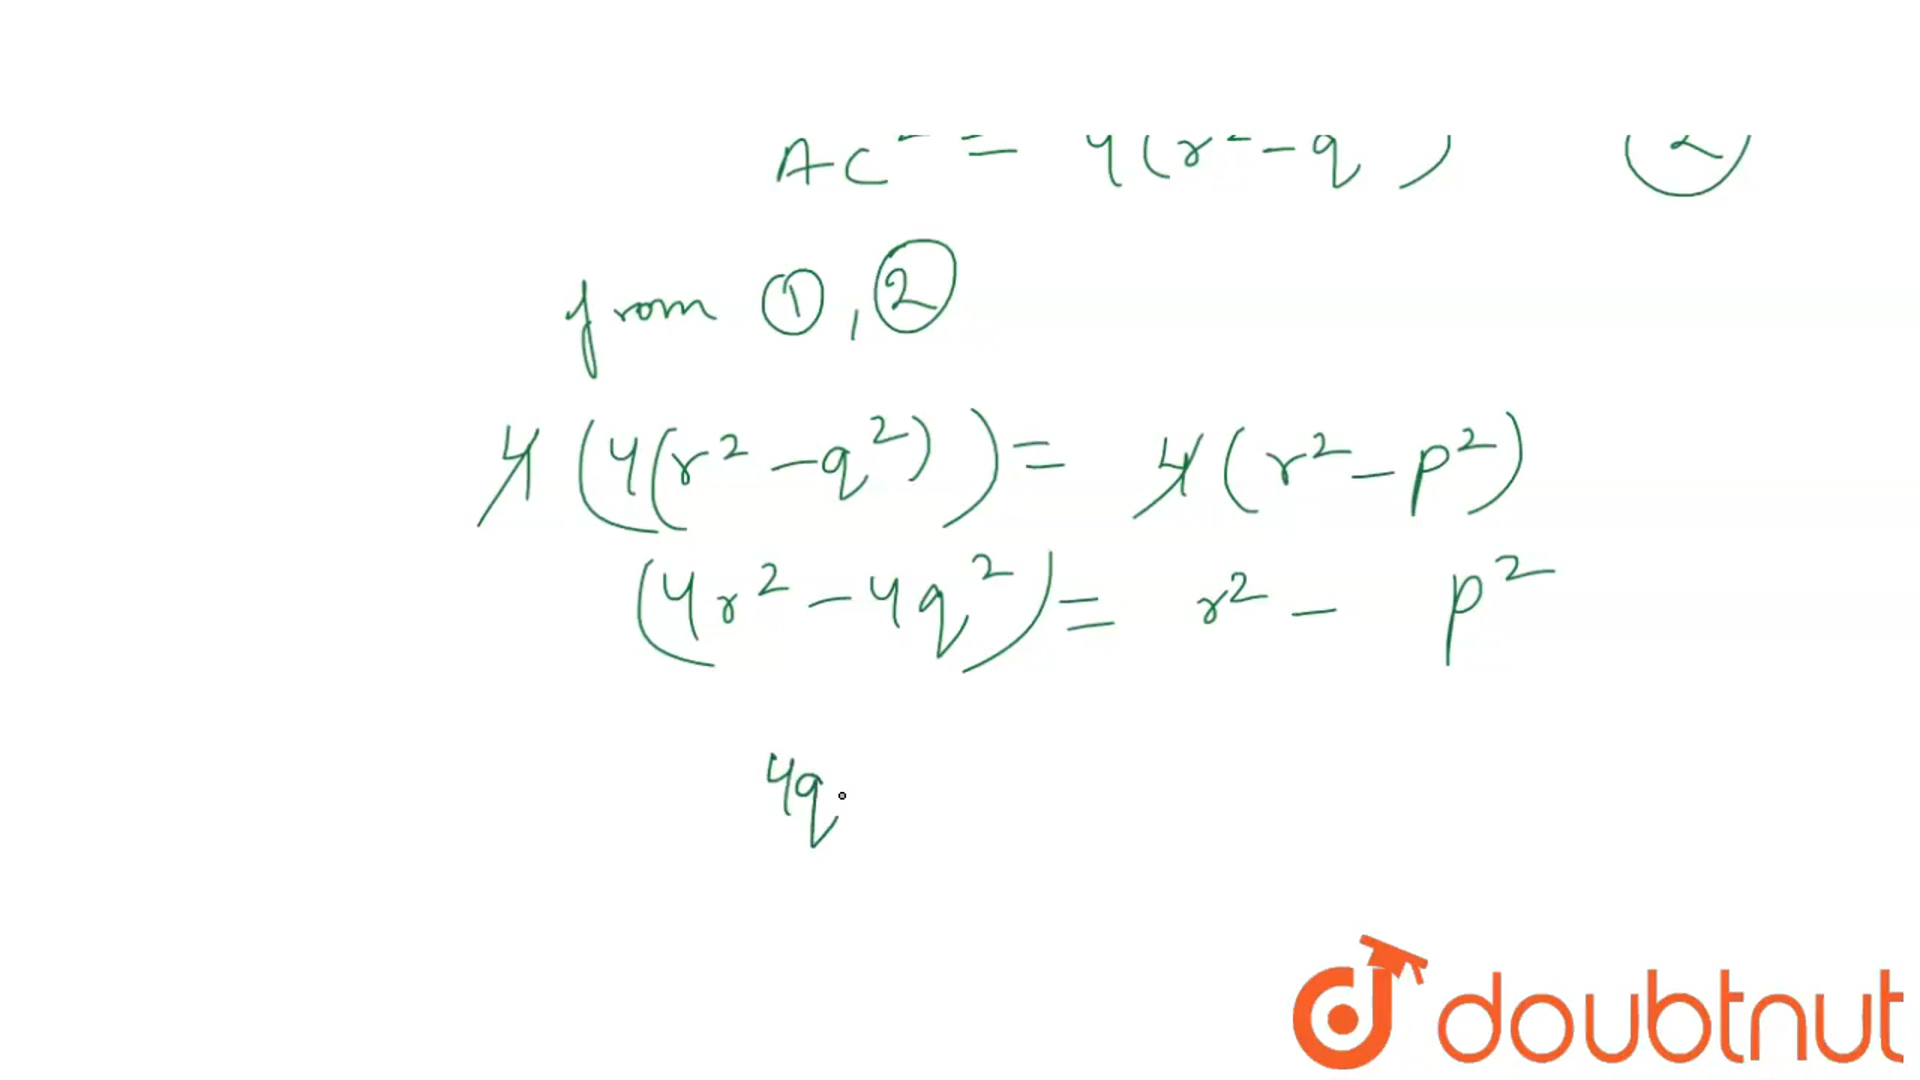 AC² = 4(r²-q )  2
from ①, ②
4(4(r²-q²)) = 4(r²-p²)
(4r²-4q²) = r² - p²
4q
doubtnut